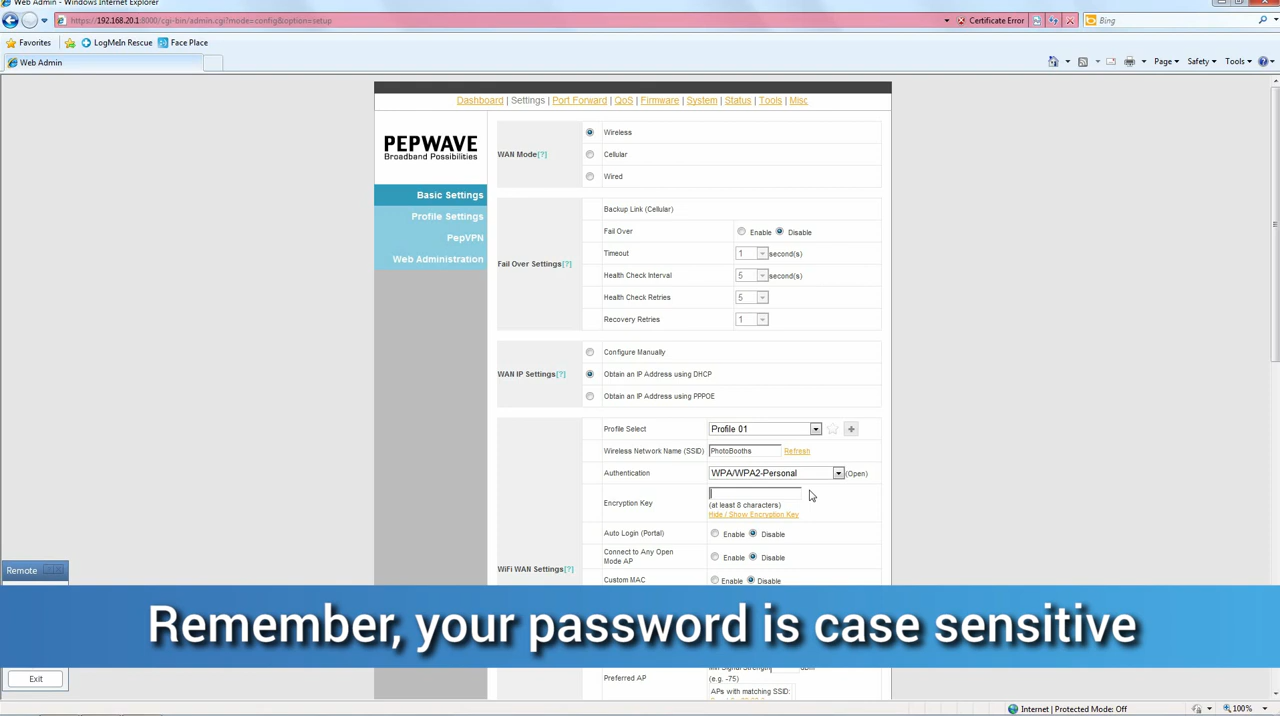 Web Admin - Windows Internet Explorer
https://192.168.20.1:8000/cgi-bin/admin.cgi?mode=config&option=setup
Certificate Error
Bing
Favorites
LogMeIn Rescue
Face Place
Web Admin
Page
Safety
Tools
Dashboard | Settings | Port Forward | QoS | Firmware | System | Status | Tools | Misc
PEPWAVE
Broadband Possibilities
Basic Settings
Profile Settings
PepVPN
Web Administration
WAN Mode[?]
Wireless
Cellular
Wired
Fail Over Settings[?]
Backup Link (Cellular)
Fail Over Enable Disable
Timeout 1 second(s)
Health Check Interval 5 second(s)
Health Check Retries 5
Recovery Retries 1
WAN IP Settings[?]
Configure Manually
Obtain an IP Address using DHCP
Obtain an IP Address using PPPOE
WiFi WAN Settings[?]
Profile Select Profile 01
Wireless Network Name (SSID) PhotoBooths Refresh
Authentication WPA/WPA2-Personal (Open)
Encryption Key
(at least 8 characters)
Hide / Show Encryption Key
Auto Login (Portal) Enable Disable
Connect to Any Open
Mode AP
Enable Disable
Custom MAC Enable Disable
Remote
Remember, your password is case sensitive
Exit
Preferred AP
(e.g. -75)
APs with matching SSID:
Internet | Protected Mode: Off
100%